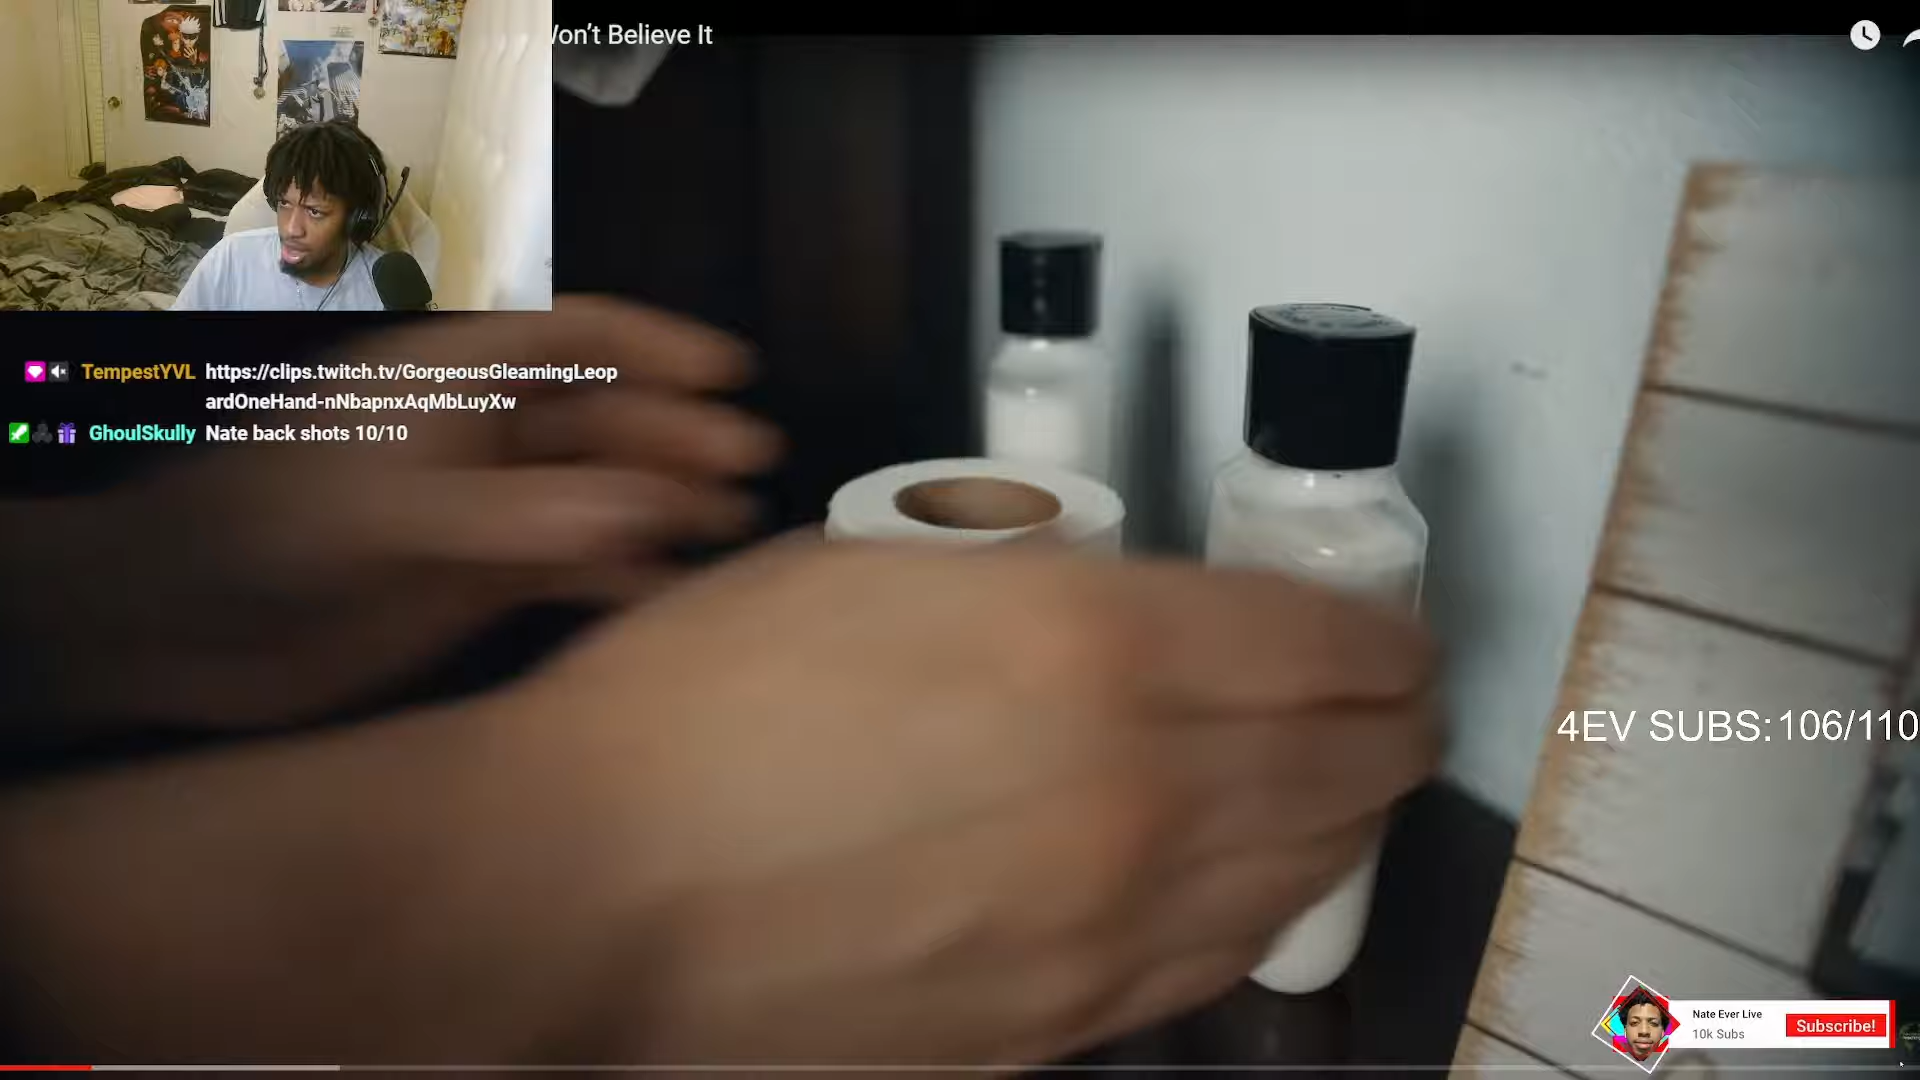 Won't Believe It
TempestYVL https://clips.twitch.tv/GorgeousGleamingLeop
ardOneHand-nNbapnxAqMbLuyXw
GhoulSkully Nate back shots 10/10
4EV SUBS: 106/110
Nate Ever Live
10k Subs
Subscribe!